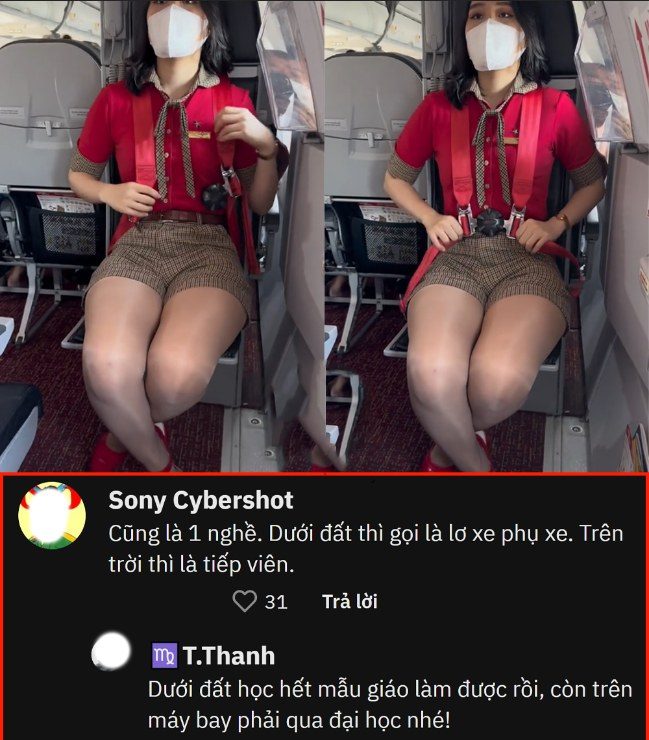 Sony Cybershot
Cũng là 1 nghề. Dưới đất thì gọi là lơ xe phụ xe. Trên
trời thì là tiếp viên.
31 Trả lời
♍ T.Thanh
Dưới đất học hết mẫu giáo làm được rồi, còn trên
máy bay phải qua đại học nhé!